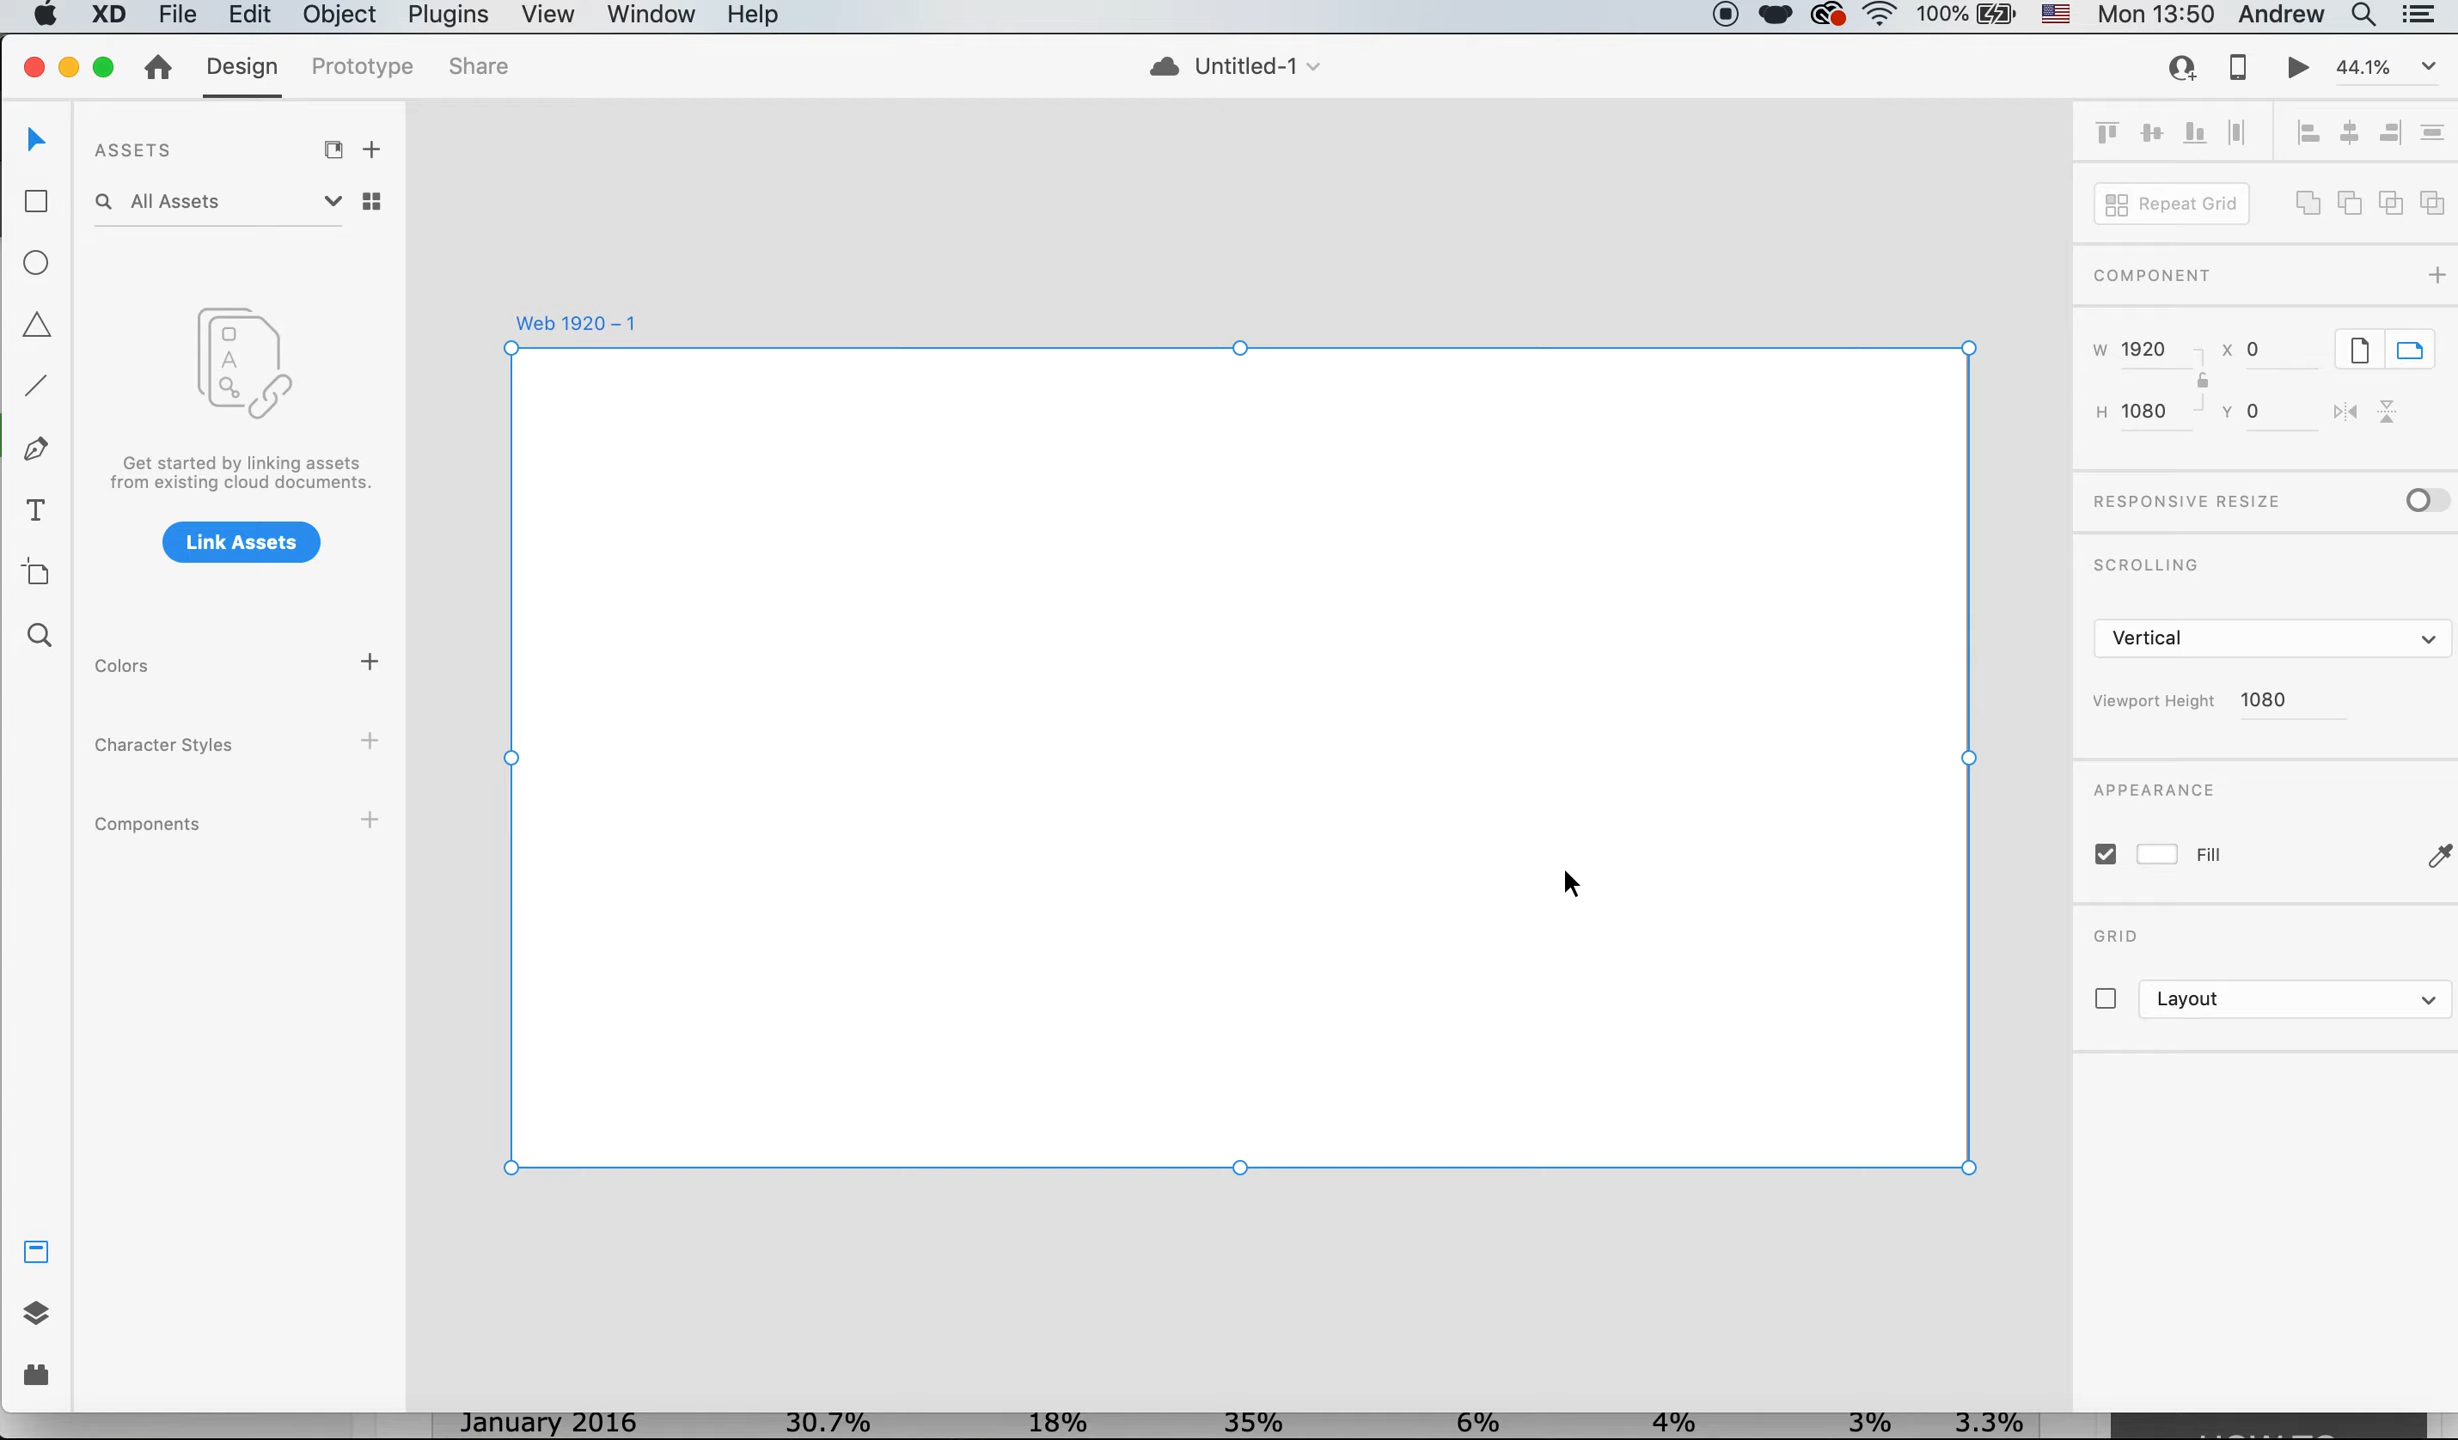 XD File Edit Object Plugins View Window Help 100% Mon 13:50 Andrew
Design Prototype Share Untitled-1 44.1%
ASSETS
All Assets
Get started by linking assets
from existing cloud documents.
Link Assets
Colors
Character Styles
Components
Web 1920 – 1
Repeat Grid
COMPONENT
W 1920 X 0
H 1080 Y 0
RESPONSIVE RESIZE
SCROLLING
Vertical
Viewport Height 1080
APPEARANCE
Fill
GRID
Layout
January 2016 30.7% 18% 35% 6% 4% 3% 3.3%
HOW TO